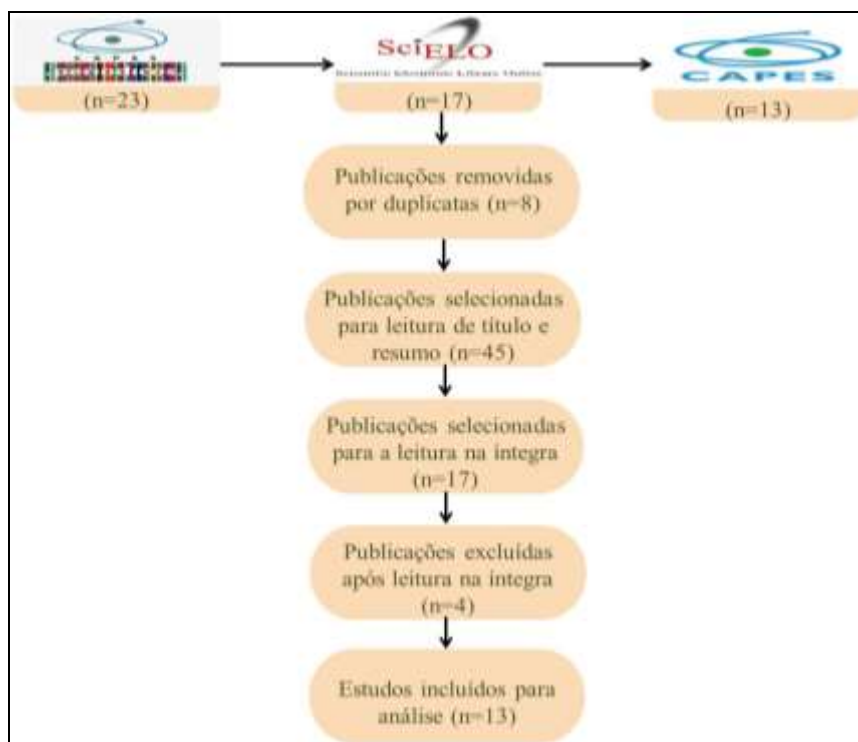 SciELO
CAPES
(n=23)
(n=17)
(n=13)
Publicações removidas
por duplicatas (n=8)
Publicações selecionadas
para leitura de título e
resumo (n=45)
Publicações selecionadas
para a leitura na integra
(n=17)
Publicações excluídas
após leitura na integra
(n=4)
Estudos incluídos para
análise (n=13)